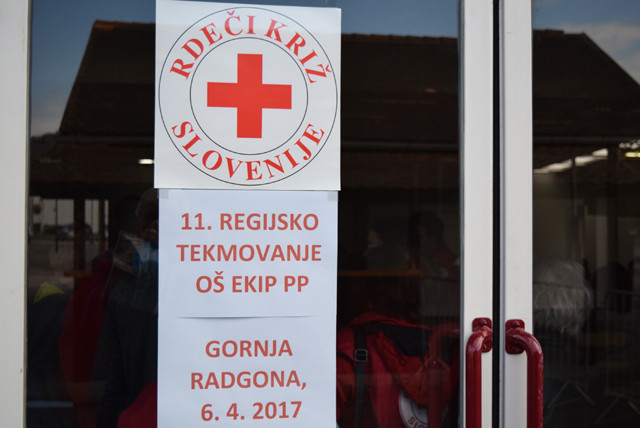 RDEČI KRIŽ
SLOVENIJE
11. REGIJSKO
TEKMOVANJE
OŠ EKIP PP
GORNJA
RADGONA,
6. 4. 2017